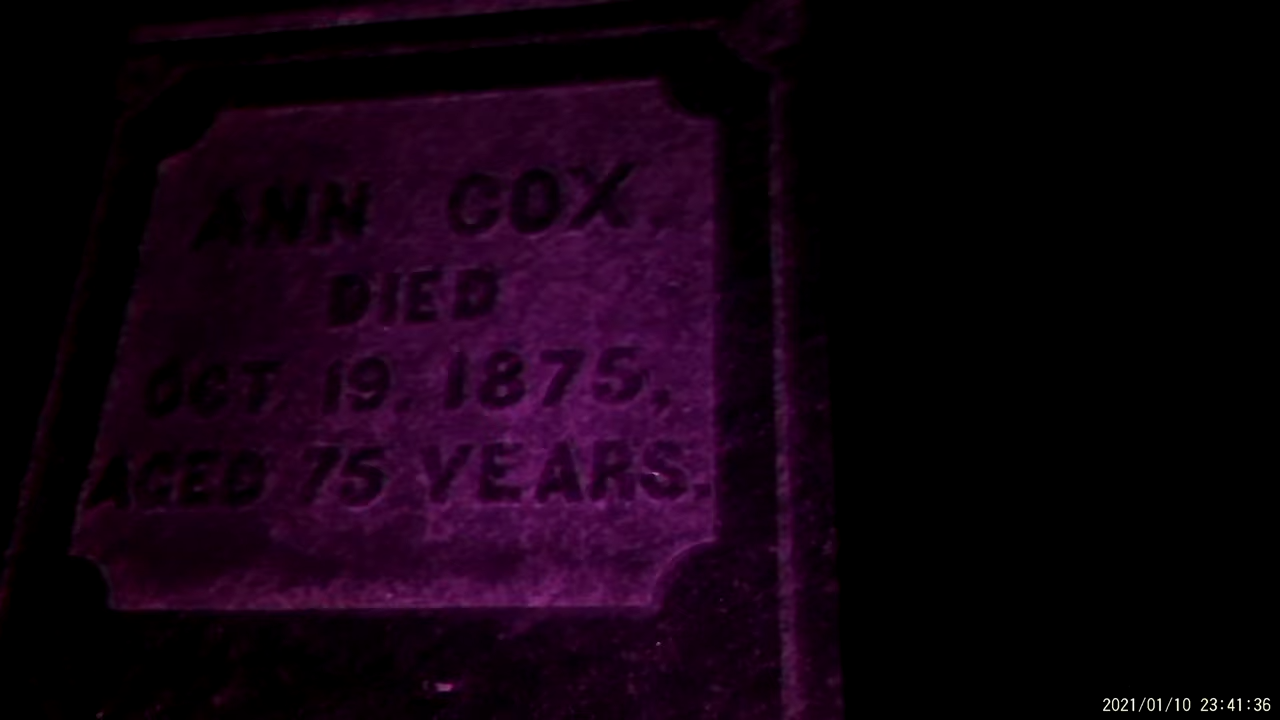 ANN COX
DIED
OCT. 19, 1875,
AGED 75 YEARS.
2021/01/10 23:41:36